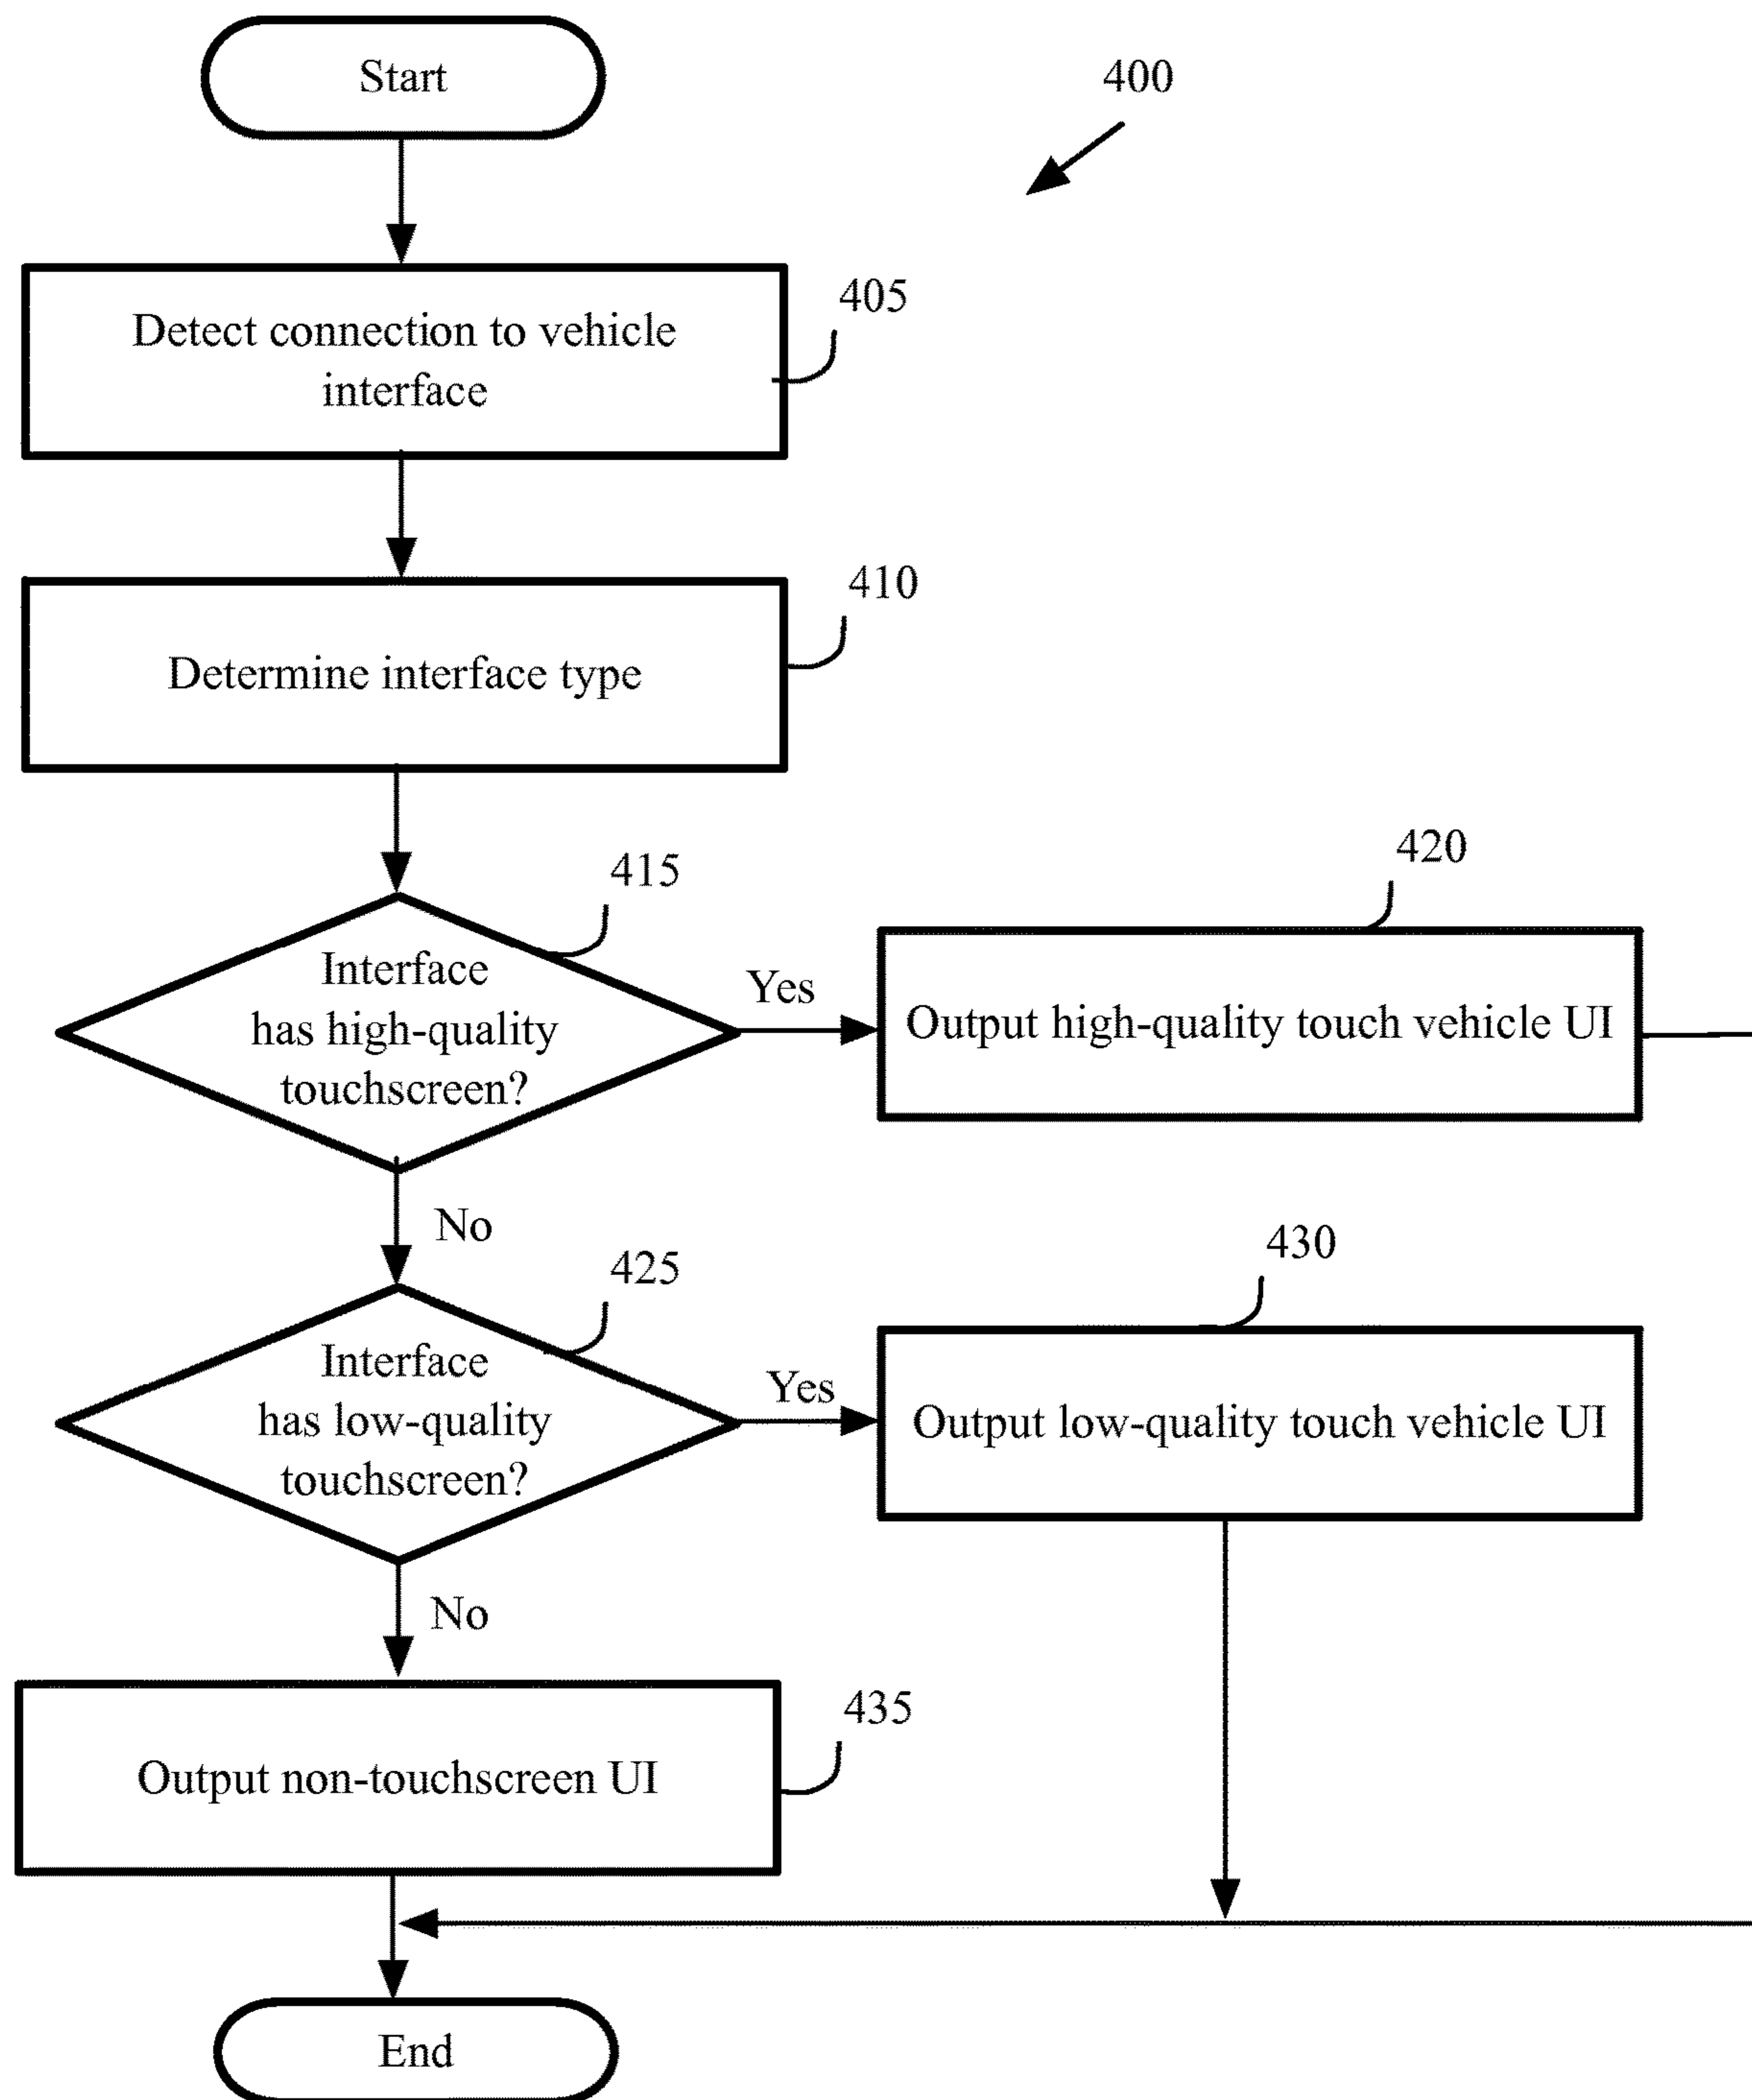 Start
400
405
Detect connection to vehicle
interface
410
Determine interface type
415
Interface
has high-quality
touchscreen?
Yes
420
Output high-quality touch vehicle UI
No
425
Interface
has low-quality
touchscreen?
Yes
430
Output low-quality touch vehicle UI
No
435
Output non-touchscreen UI
End